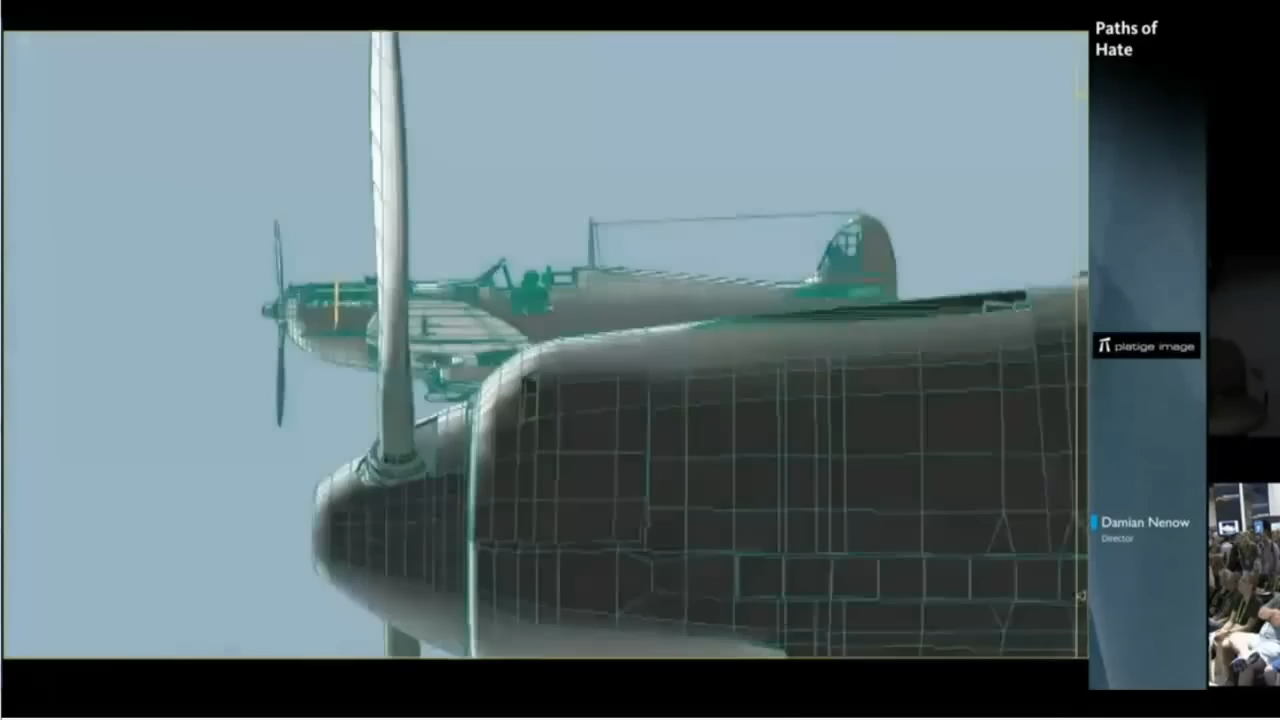 Paths of
Hate
platige image
Damian Nenow
Director